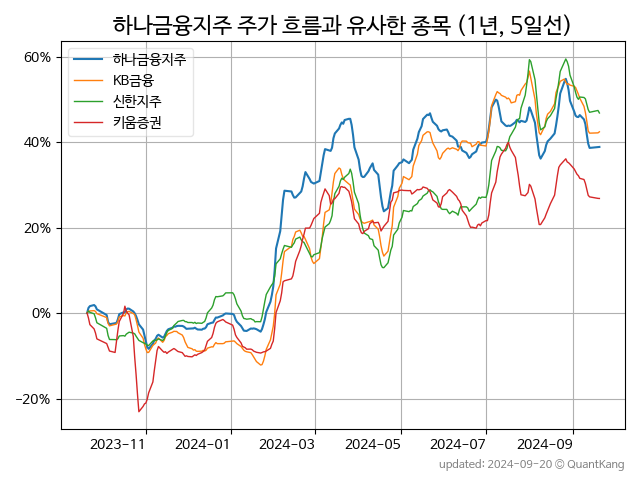 하나금융지주 주가 흐름과 유사한 종목 (1년, 5일선)
하나금융지주
KB금융
신한지주
키움증권
60%
40%
20%
0%
−20%
2023-11
2024-01
2024-03
2024-05
2024-07
2024-09
updated: 2024-09-20 © QuantKang